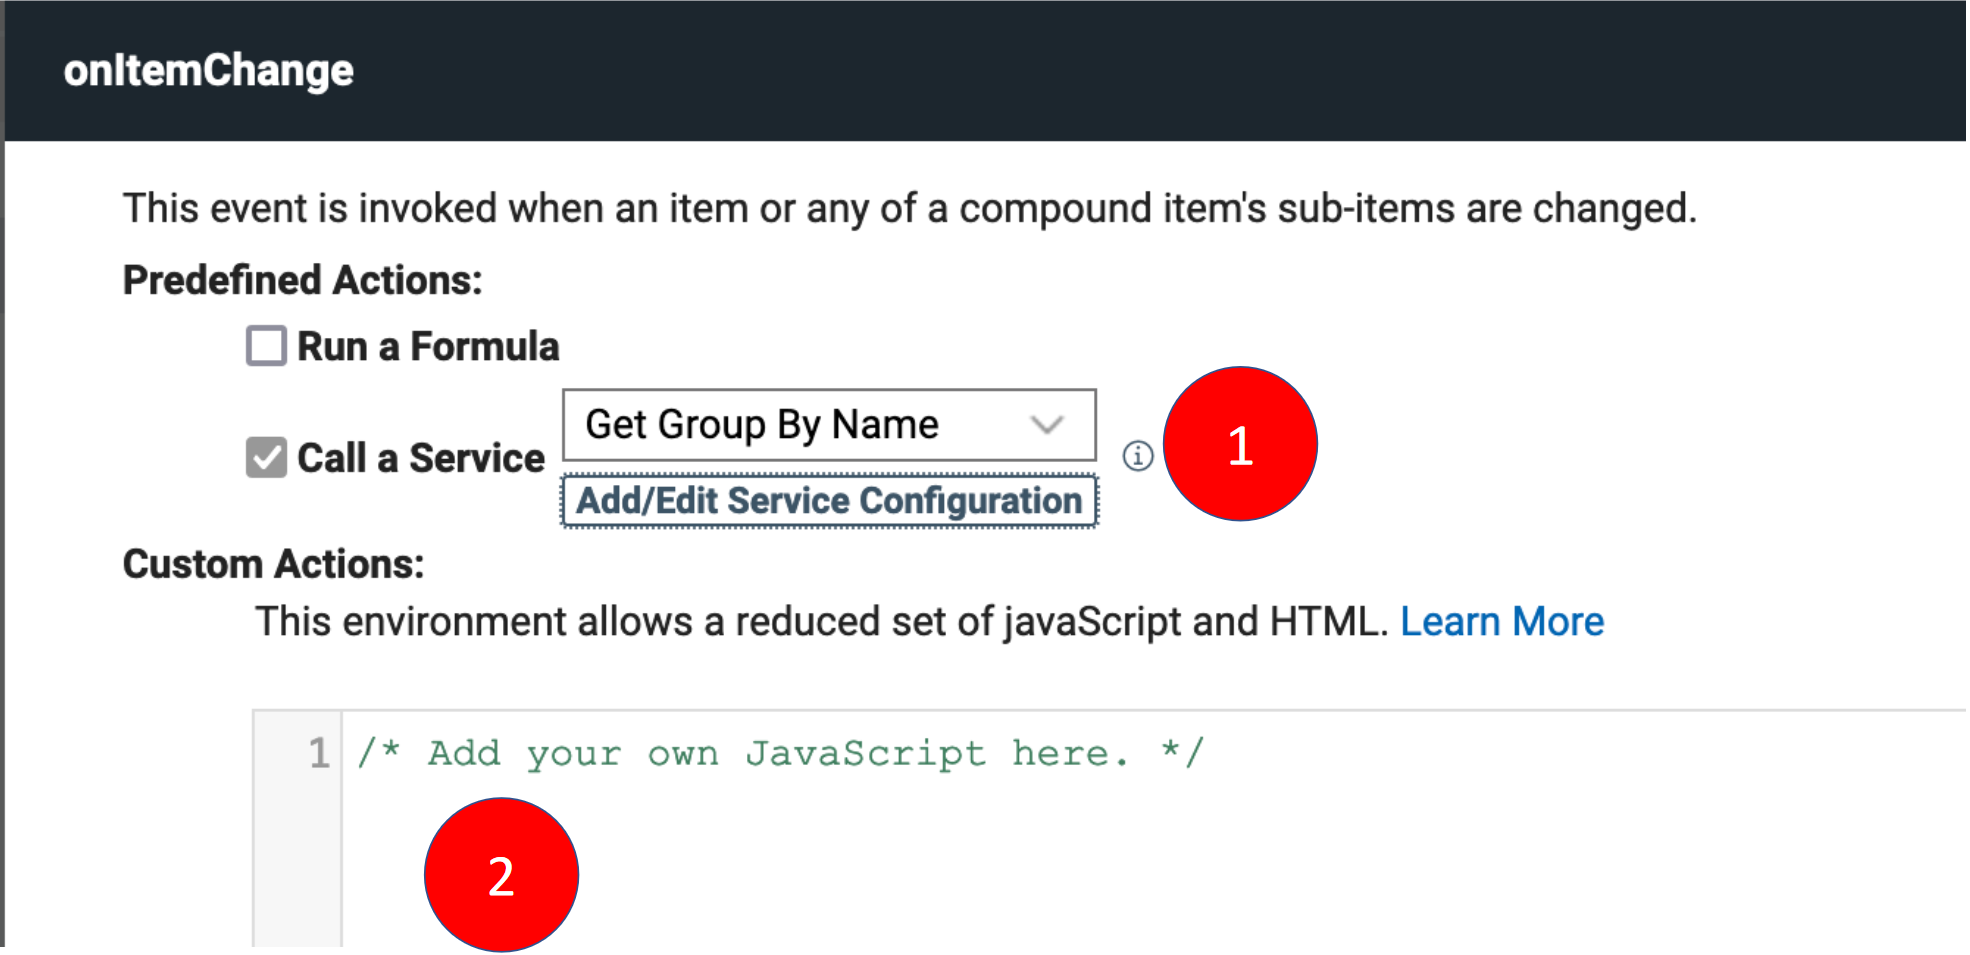 onItemChange
This event is invoked when an item or any of a compound item's sub-items are changed.
Predefined Actions:
Run a Formula
Get Group By Name
Call a Service
i
1
Add/Edit Service Configuration
Custom Actions:
This environment allows a reduced set of javaScript and HTML. Learn More
1 /* Add your own JavaScript here. */
2